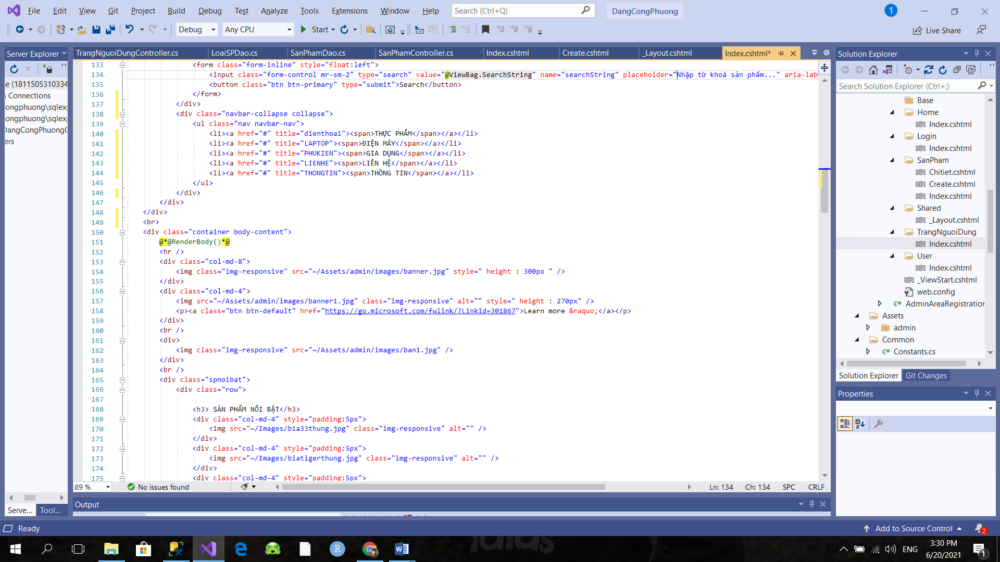 File Edit View Git Project Build Debug Test Analyze Tools Extensions Window Help Search (Ctrl+Q) DangCongPhuong 1
Debug Any CPU Start Live Share
Server Explorer TrangNguoiDungController.cs LoaiSPDao.cs SanPhamDao.cs SanPhamController.cs Index.cshtml Create.cshtml _Layout.cshtml Index.cshtml*
e (1811505310334
Connections
ongphuong\sqlexp
ongphuong\sqlexp
DangCongPhuongC
ers
133 <form class="form-inline" style="float:left">
134 <input class="form-control mr-sm-2" type="search" value="@ViewBag.SearchString" name="searchString" placeholder="Nhập từ khoá sản phẩm..." aria-lab
135 <button class="btn btn-primary" type="submit">Search</button>
136 </form>
137 </div>
138 <div class="navbar-collapse collapse">
139 <ul class="nav navbar-nav">
140 <li><a href="#" title="dienthoai"><span>THỰC PHẨM</span></a></li>
141 <li><a href="#" title="LAPTOP"><span>ĐIỆN MÁY</span></a></li>
142 <li><a href="#" title="PHUKIEN"><span>GIA DỤNG</span></a></li>
143 <li><a href="#" title="LIENHE"><span>LIÊN HỆ</span></a></li>
144 <li><a href="#" title="THONGTIN"><span>THÔNG TIN</span></a></li>
145 </ul>
146 </div>
147 </div>
148 </div>
149 <br>
150 <div class="container body-content">
151 @*@RenderBody()*@
152 <hr />
153 <div class="col-md-8">
154 <img class="img-responsive" src="~/Assets/admin/images/banner.jpg" style=" height : 300px " />
155 </div>
156 <div class="col-md-4">
157 <img src="~/Assets/admin/images/banner1.jpg" class="img-responsive" alt="" style=" height : 270px" />
158 <p><a class="btn btn-default" href="https://go.microsoft.com/fwlink/?LinkId=301867">Learn more &raquo;</a></p>
159 </div>
160 <br />
161 <div>
162 <img class="img-responsive" src="~/Assets/admin/images/ban1.jpg" />
163 </div>
164 <br />
165 <div class="spnoibat">
166 <div class="row">
167
168 <h3> SẢN PHẨM NỔI BẬT</h3>
169 <div class="col-md-4" style="padding:5px">
170 <img src="~/Images/bia33thung.jpg" class="img-responsive" alt="" />
171 </div>
172 <div class="col-md-4" style="padding:5px">
173 <img src="~/Images/biatigerthung.jpg" class="img-responsive" alt="" />
174 </div>
175 <div class="col-md-4" style="padding:5px">
89 % No issues found Ln: 134 Ch: 134 SPC CRLF
Serve... Tool...
Output
Solution Explorer
Search Solution Explorer (Ctrl+;)
Base
Home
Index.cshtml
Login
Index.cshtml
SanPham
Chitiet.cshtml
Create.cshtml
Index.cshtml
Shared
_Layout.cshtml
TrangNguoiDung
Index.cshtml
User
Index.cshtml
_ViewStart.cshtml
web.config
C# AdminAreaRegistration
Assets
admin
Common
C# Constants.cs
Solution Explorer Git Changes
Properties
Ready Add to Source Control 2
ENG 3:30 PM
6/20/2021 1